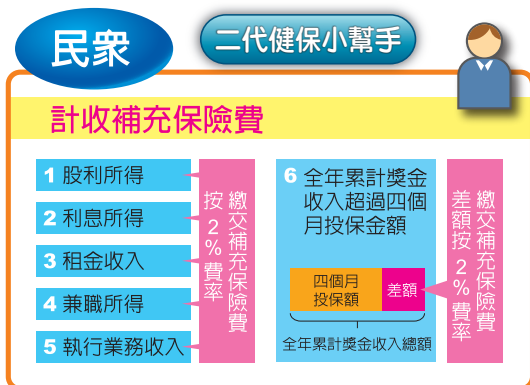 民眾
二代健保小幫手
計收補充保險費
1 股利所得
2 利息所得
3 租金收入
4 兼職所得
5 執行業務收入
繳交補充保險費
按2%費率
6 全年累計獎金
收入超過四個
月投保金額
四個月
投保額
差額
全年累計獎金收入總額
繳交補充保險費
差額按2%費率